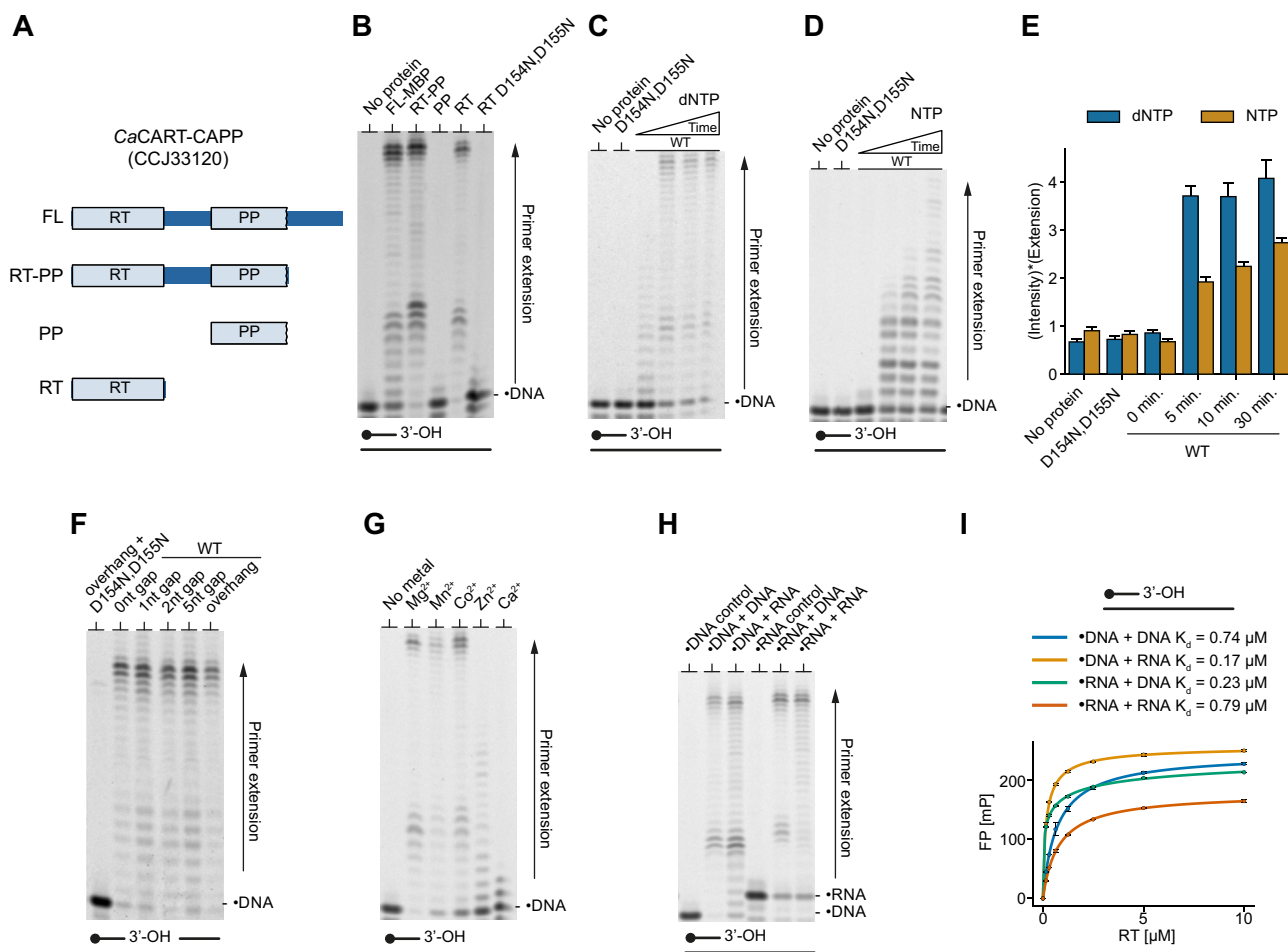 A
CaCART-CAPP
(CCJ33120)
FL
RT
PP
RT-PP
RT
PP
PP
PP
RT
RT
B
No protein
FL-MBP
RT-PP
PP
RT
RT D154N,D155N
Primer extension
•DNA
3'-OH
C
No protein
D154N,D155N
dNTP
Time
WT
Primer extension
•DNA
3'-OH
D
No protein
D154N,D155N
NTP
Time
WT
Primer extension
•DNA
3'-OH
E
dNTP
NTP
(Intensity)*(Extension)
4
3
2
1
0
No protein
D154N,D155N
0 min.
5 min.
10 min.
30 min.
WT
F
overhang +
D154N,D155N
WT
0nt gap
1nt gap
2nt gap
5nt gap
overhang
Primer extension
•DNA
3'-OH
G
No metal
Mg2+
Mn2+
Co2+
Zn2+
Ca2+
Primer extension
•DNA
3'-OH
H
•DNA control
•DNA + DNA
•DNA + RNA
•RNA control
•RNA + DNA
•RNA + RNA
Primer extension
•RNA
•DNA
3'-OH
I
3'-OH
•DNA + DNA Kd = 0.74 µM
•DNA + RNA Kd = 0.17 µM
•RNA + DNA Kd = 0.23 µM
•RNA + RNA Kd = 0.79 µM
FP [mP]
200
100
0
0
5
10
RT [µM]